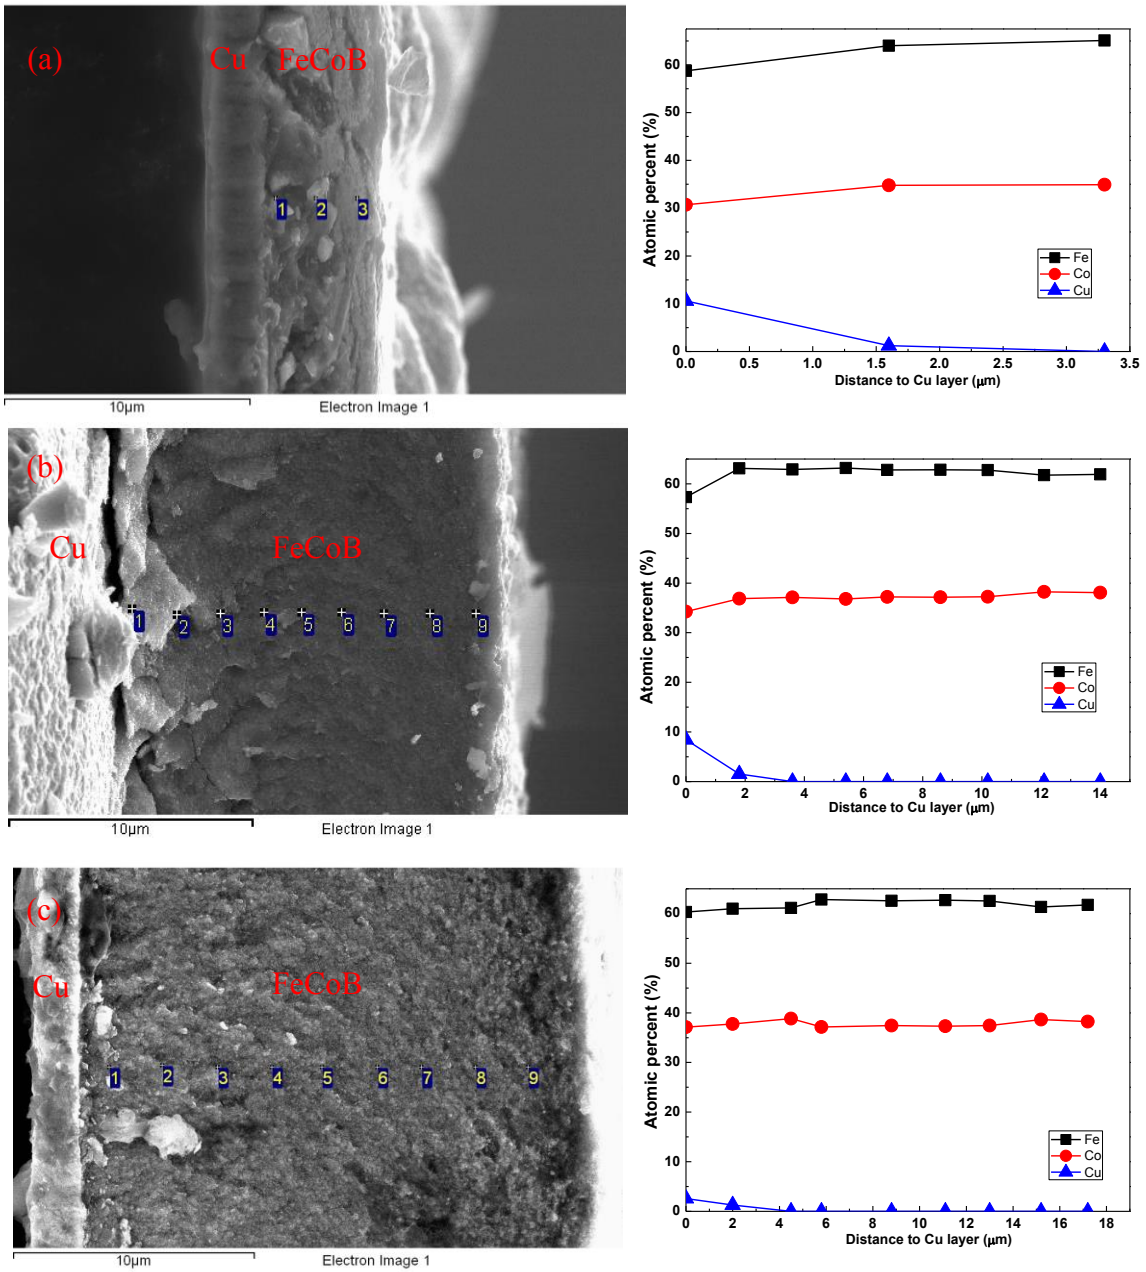 (a)
Cu FeCoB
1 2 3
10μm Electron Image 1
Atomic percent (%)
60
50
40
30
20
10
0
0.0 0.5 1.0 1.5 2.0 2.5 3.0 3.5
Distance to Cu layer (μm)
Fe
Co
Cu
(b)
Cu FeCoB
1 2 3 4 5 6 7 8 9
10μm Electron Image 1
Atomic percent (%)
60
50
40
30
20
10
0
0 2 4 6 8 10 12 14
Distance to Cu layer (μm)
Fe
Co
Cu
(c)
Cu FeCoB
1 2 3 4 5 6 7 8 9
10μm Electron Image 1
Atomic percent (%)
60
50
40
30
20
10
0
0 2 4 6 8 10 12 14 16 18
Distance to Cu layer (μm)
Fe
Co
Cu